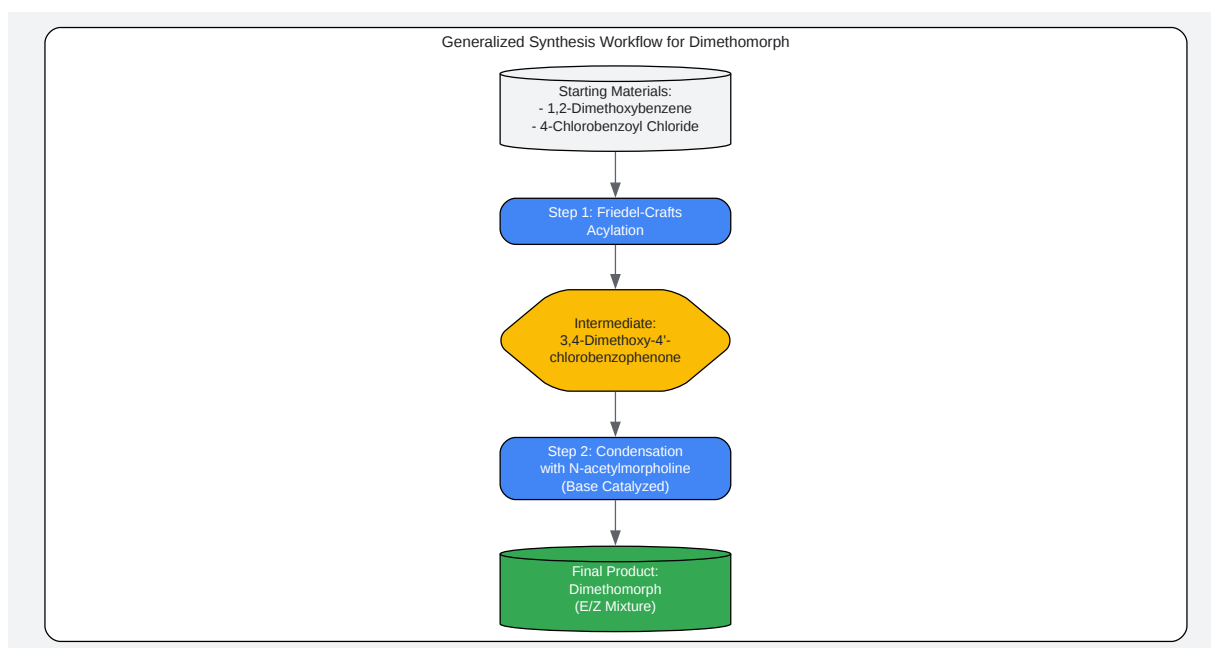 Generalized Synthesis Workflow for Dimethomorph
Starting Materials:
- 1,2-Dimethoxybenzene
- 4-Chlorobenzoyl Chloride
Step 1: Friedel-Crafts
Acylation
Intermediate:
3,4-Dimethoxy-4'-
chlorobenzophenone
Step 2: Condensation
with N-acetylmorpholine
(Base Catalyzed)
Final Product:
Dimethomorph
(E/Z Mixture)